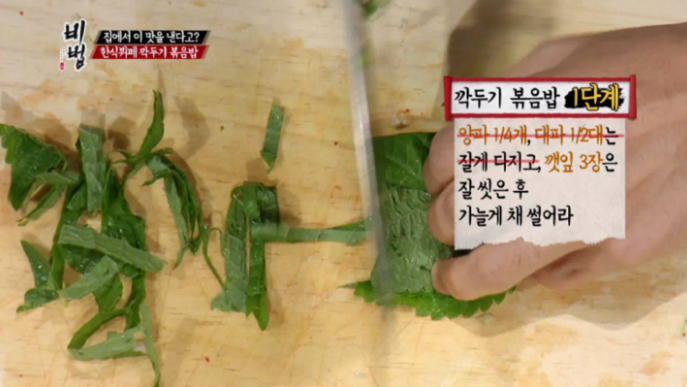 비법
집에서 이 맛을 낸다고?
한식뷔페 깍두기 볶음밥
깍두기 볶음밥 1단계
양파 1/4개, 대파 1/2대는
잘게 다지고, 깻잎 3장은
잘 씻은 후
가늘게 채 썰어라